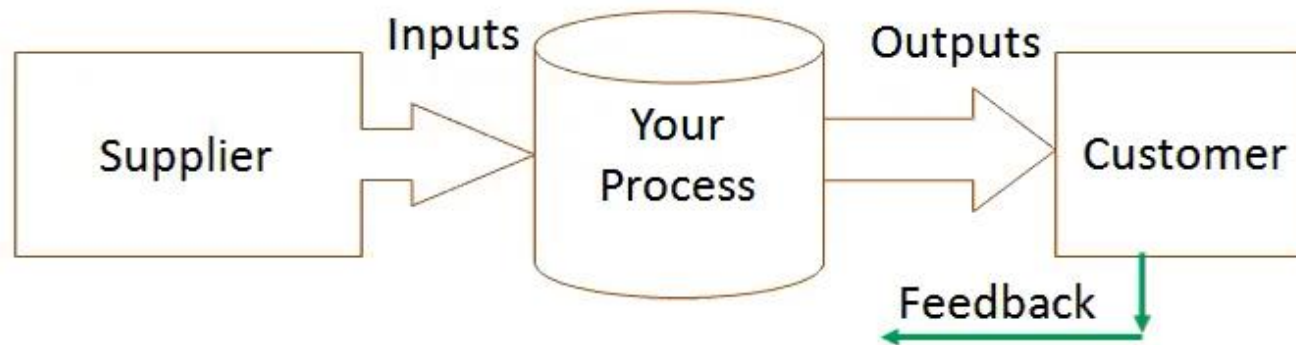 Inputs
Outputs
Supplier
Your
Process
Customer
Feedback